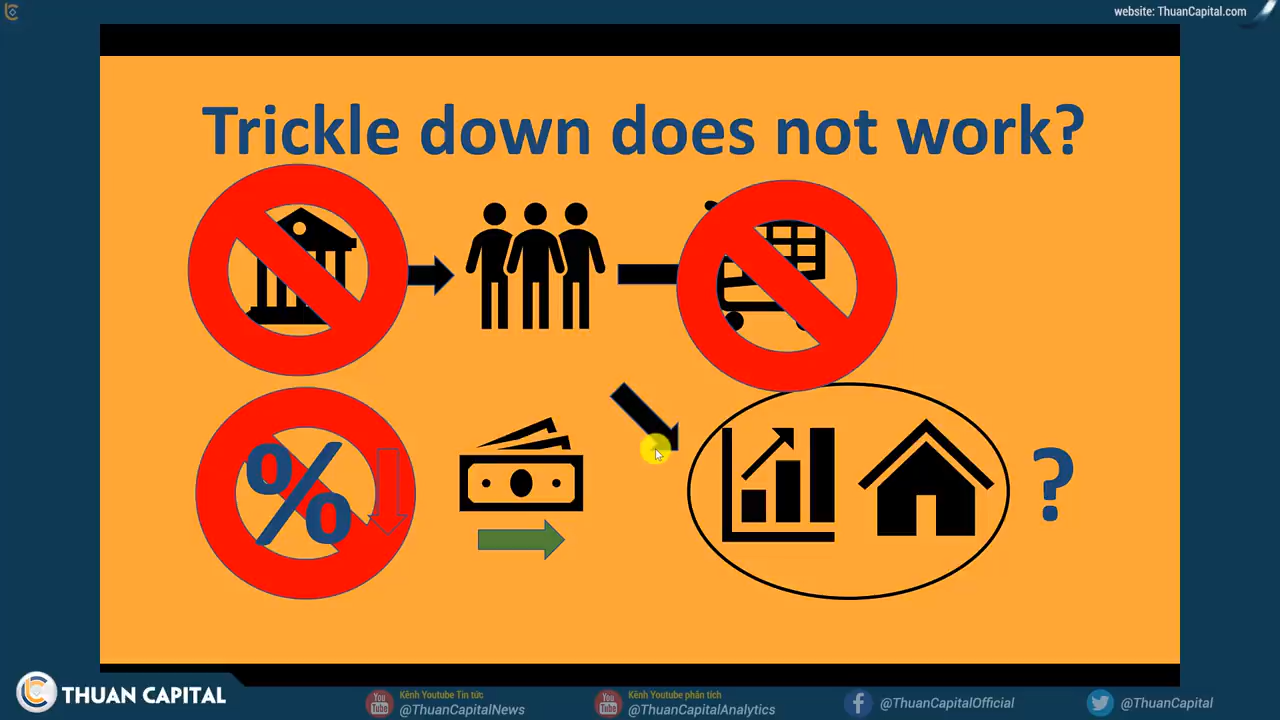 website: ThuanCapital.com
Trickle down does not work?
%
?
THUAN CAPITAL
Kênh Youtube Tin tức:
@ThuanCapitalNews
Kênh Youtube phân tích
@ThuanCapitalAnalytics
@ThuanCapitalOfficial
@ThuanCapital